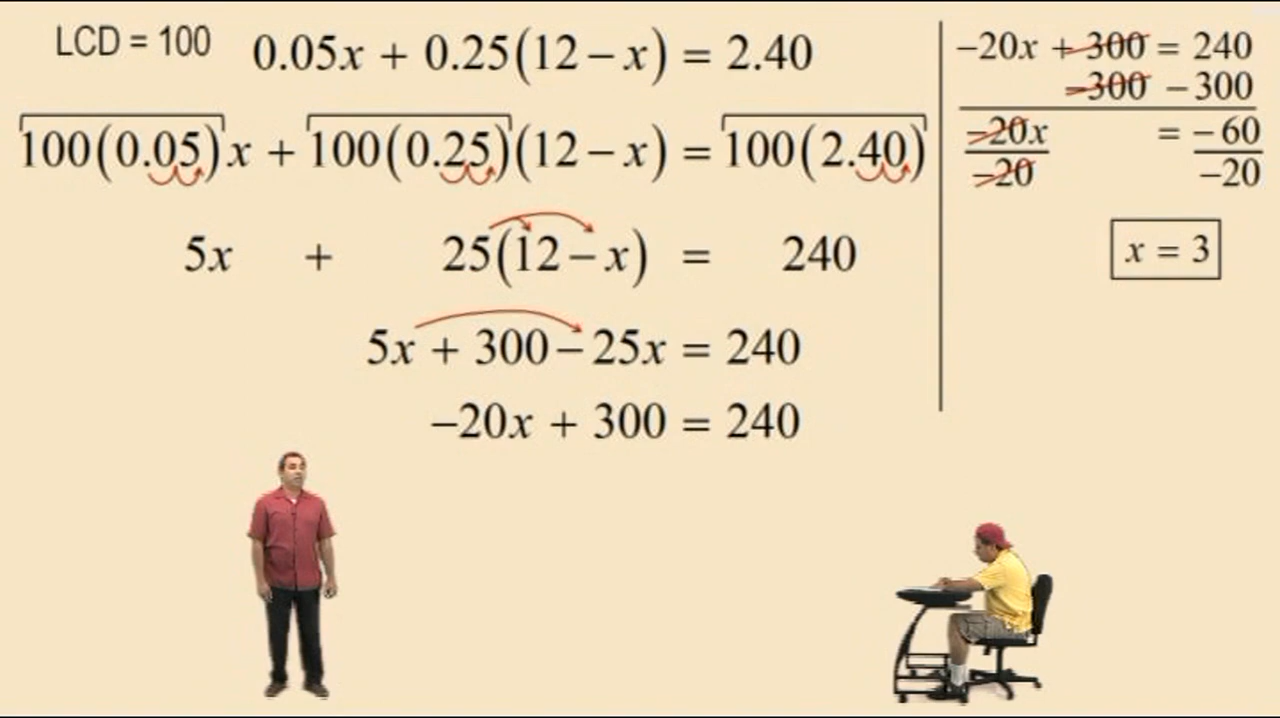 LCD = 100
0.05x + 0.25(12 − x) = 2.40
100(0.05)x + 100(0.25)(12 − x) = 100(2.40)
5x + 25(12 − x) = 240
5x + 300 − 25x = 240
−20x + 300 = 240
−20x + 300 = 240
−300 − 300
−20x = −60
−20 −20
x = 3